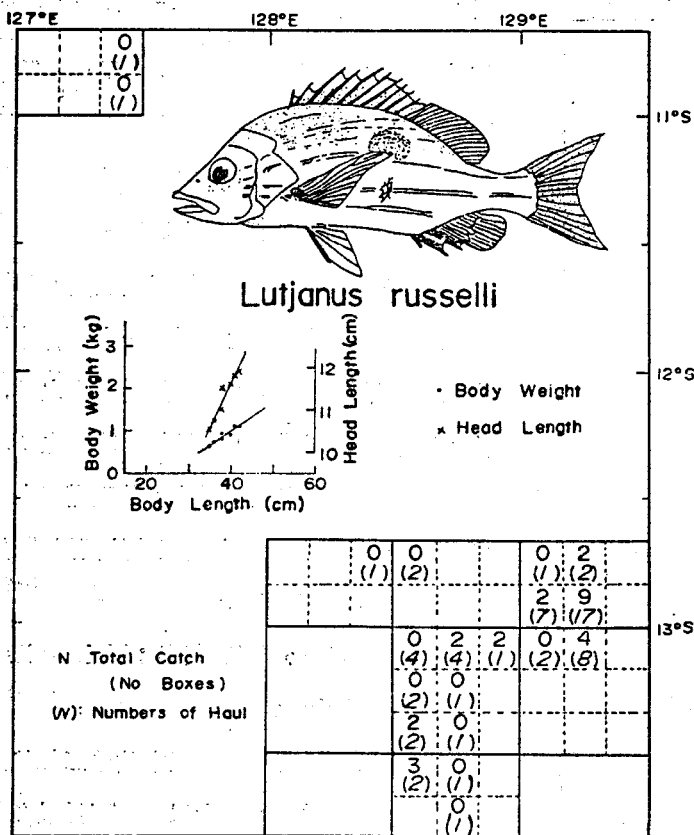 127°E 128°E 129°E
0
(1)
0
(1)
11°S
Lutjanus russelli
12°S
Body Weight (kg)
3
2
1
0
Head Length (cm)
12
11
10
20 40 60
Body Length (cm)
• Body Weight
x Head Length
0 0 0 2
(1) (2) (1) (2)
2 9
(7) (17)
13°S
0 2 2 0 4
(4) (4) (1) (2) (8)
0 0
(2) (1)
2 0
(2) (1)
3 0
(2) (1)
0
(1)
N Total Catch
(No Boxes)
(N): Numbers of Haul